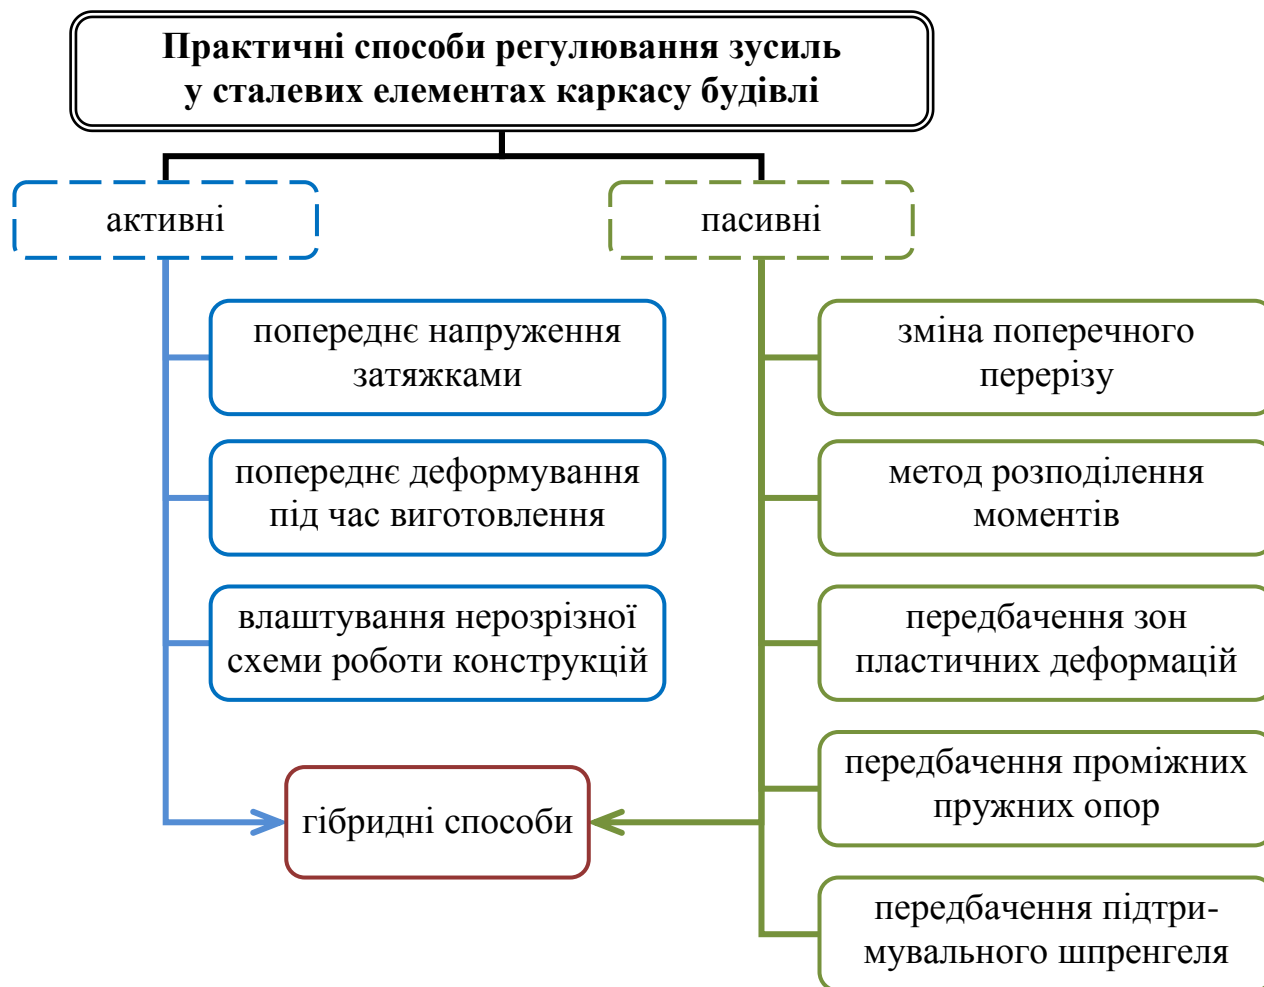 Практичні способи регулювання зусиль
у сталевих елементах каркасу будівлі
активні
попереднє напруження
затяжками
попереднє деформування
під час виготовлення
влаштування нерозрізної
схеми роботи конструкцій
гібридні способи
пасивні
зміна поперечного
перерізу
метод розподілення
моментів
передбачення зон
пластичних деформацій
передбачення проміжних
пружних опор
передбачення підтри-
мувального шпренгеля